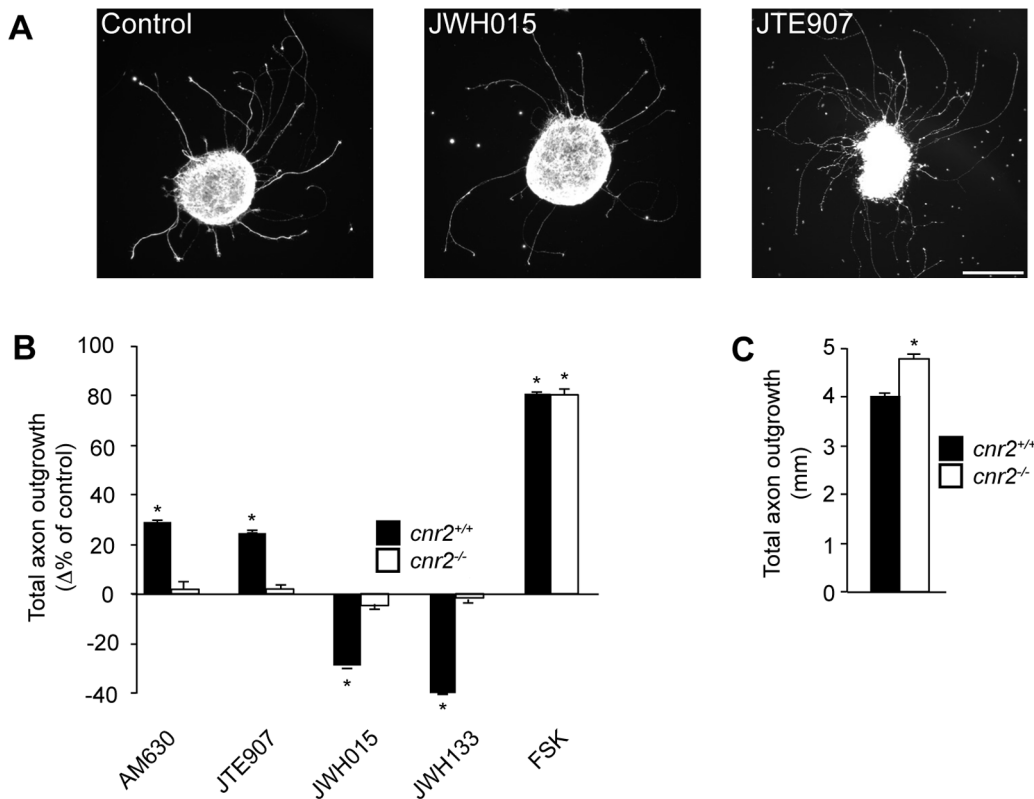 A
Control
JWH015
JTE907
B
Total axon outgrowth
(Δ% of control)
100
80
60
40
20
0
-20
-40
*
*
*
*
*
*
cnr2+/+
cnr2-/-
AM630
JTE907
JWH015
JWH133
FSK
C
Total axon outgrowth
(mm)
5
4
3
2
1
0
*
cnr2+/+
cnr2-/-